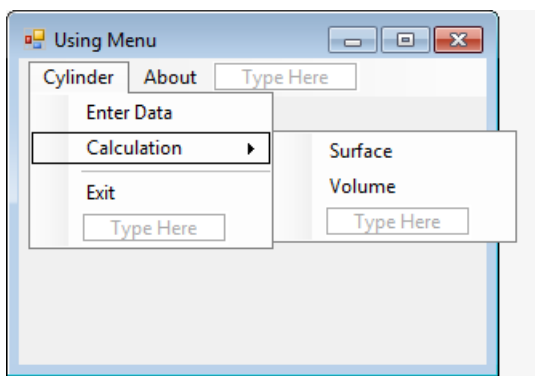 Using Menu
Cylinder About Type Here
Enter Data
Calculation
Surface
Volume
Exit
Type Here
Type Here